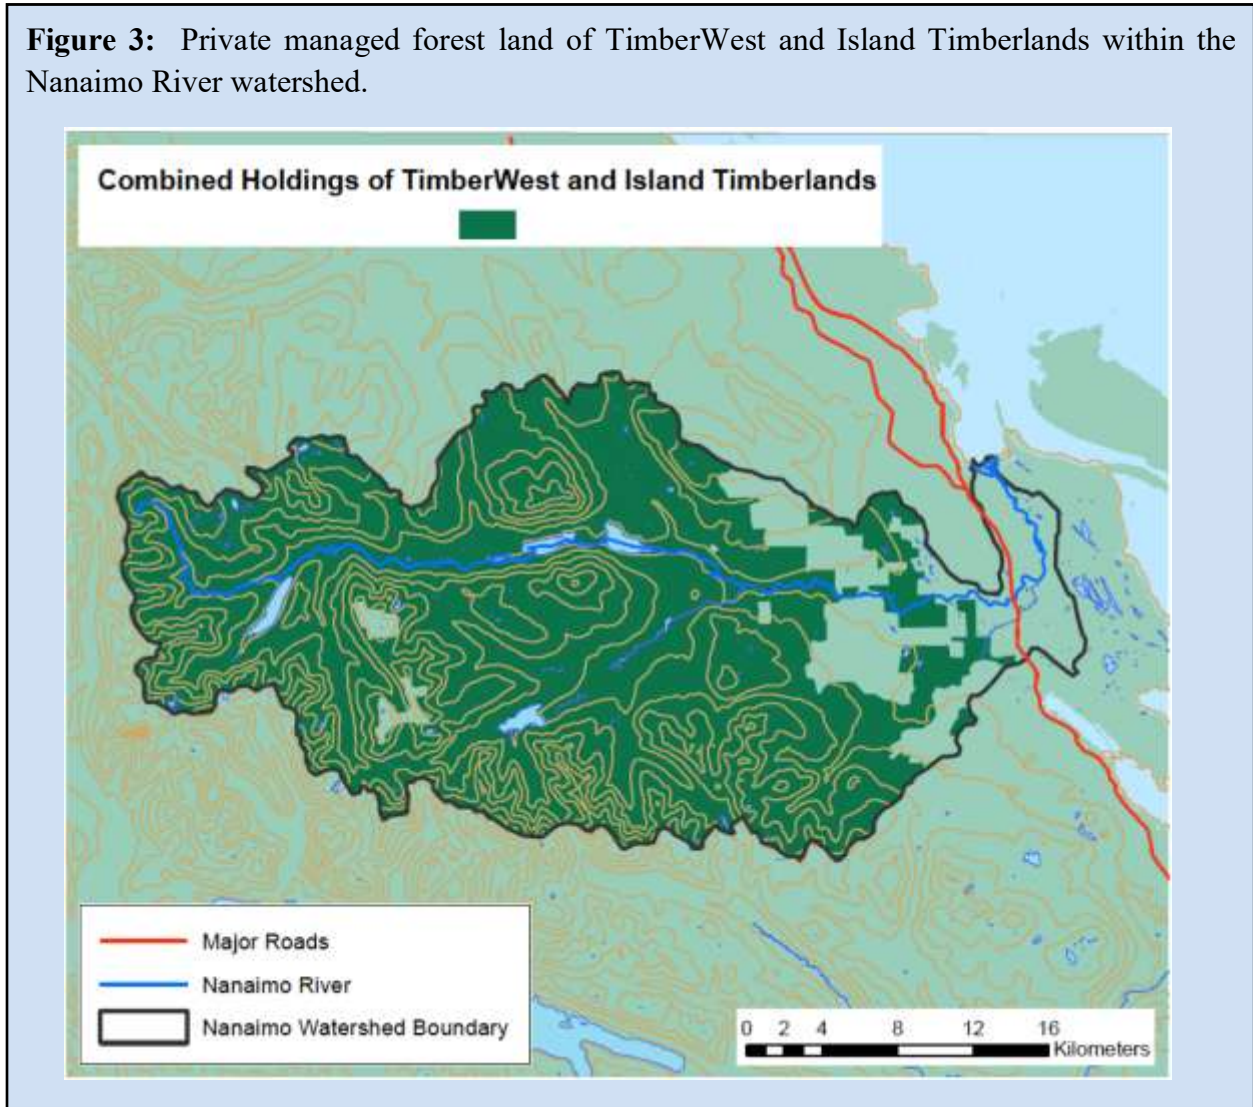 Figure 3: Private managed forest land of TimberWest and Island Timberlands within the
Nanaimo River watershed.
Combined Holdings of TimberWest and Island Timberlands
Major Roads
Nanaimo River
Nanaimo Watershed Boundary
0 2 4 8 12 16
Kilometers